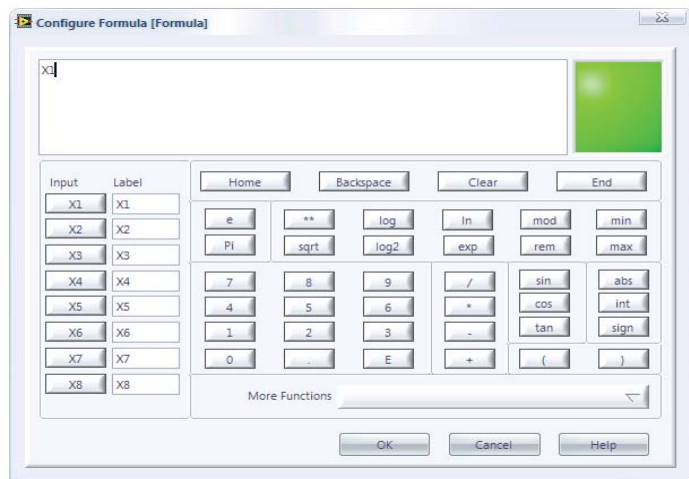 Configure Formula [Formula]
X1
Input Label
Home Backspace Clear End
X1 X1
X2 X2
X3 X3
X4 X4
X5 X5
X6 X6
X7 X7
X8 X8
e ** log ln mod min
Pi sqrt log2 exp rem max
7 8 9 / sin abs
4 5 6 * cos int
1 2 3 - tan sign
0 . E + ( )
More Functions
OK Cancel Help